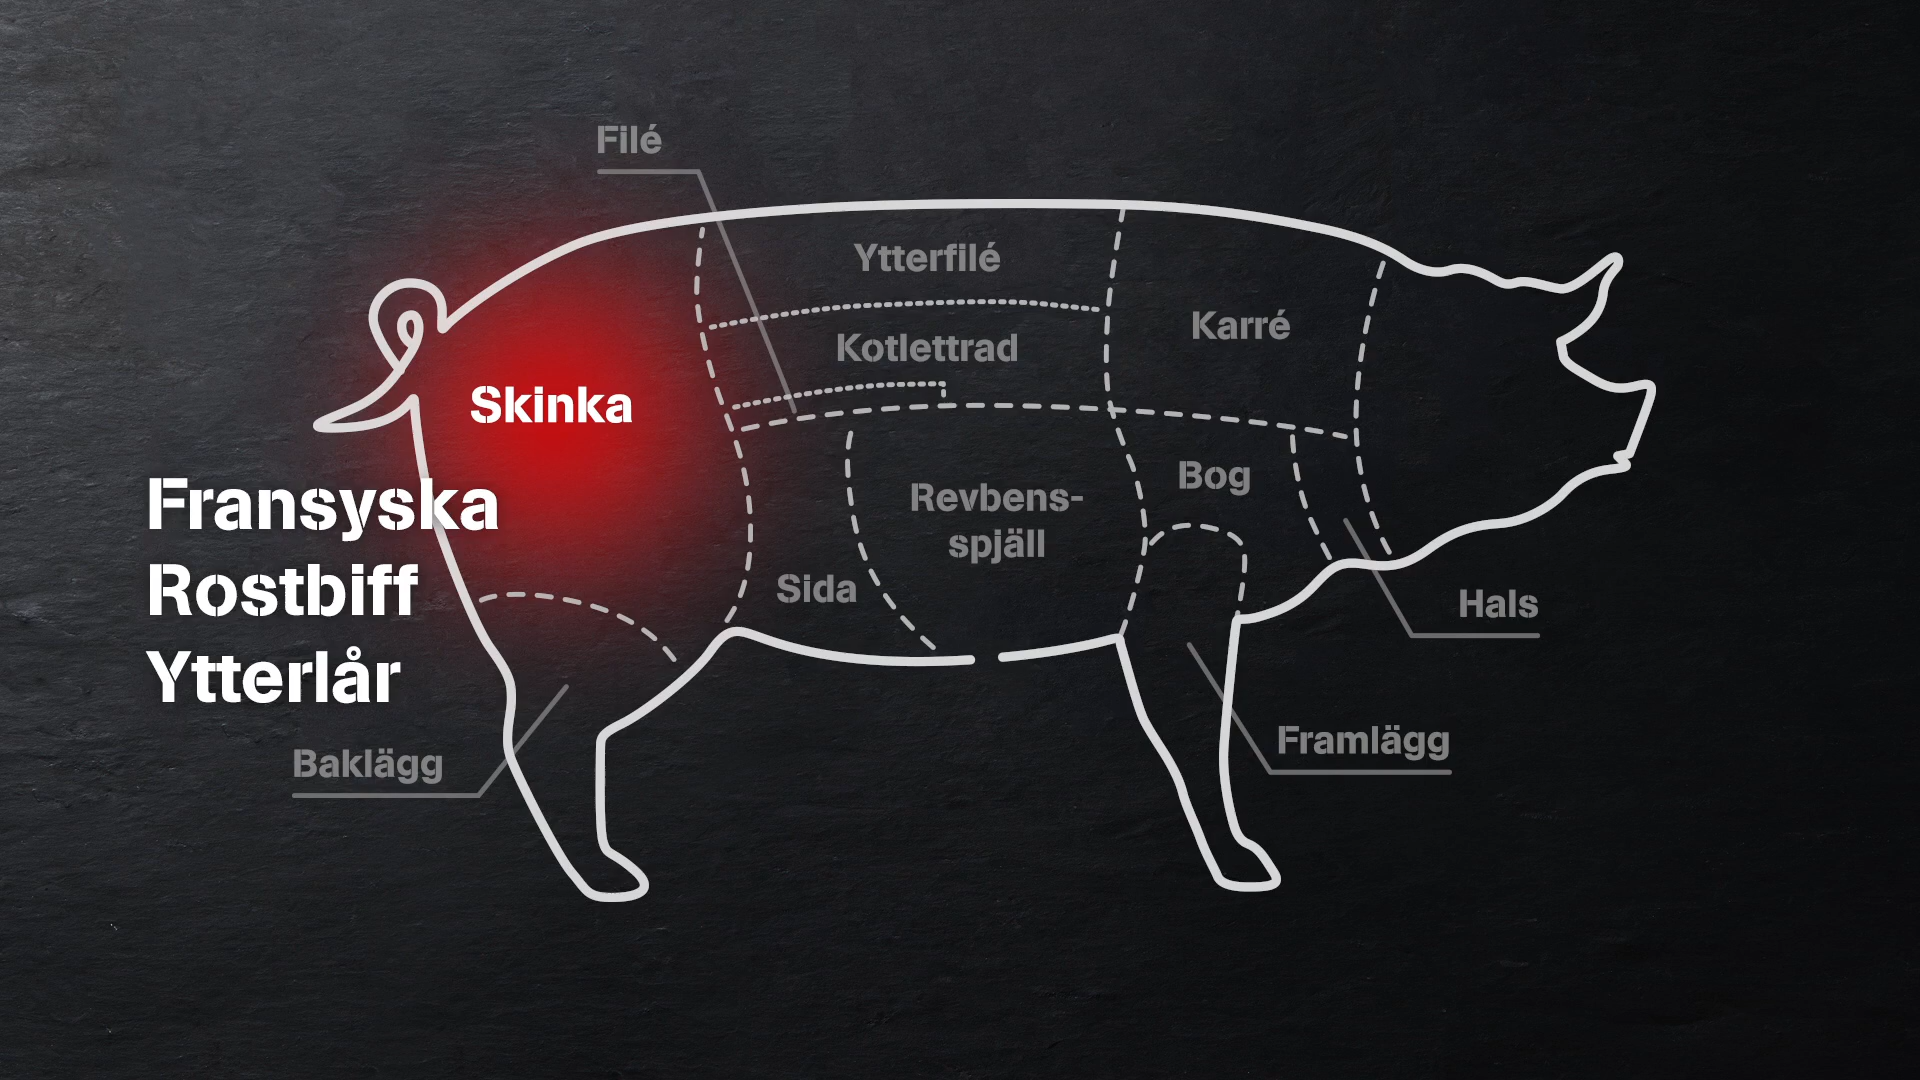 Filé
Ytterfilé
Kotlettrad
Karré
Skinka
Bog
Revbens-
spjäll
Sida
Fransyska
Rostbiff
Ytterlår
Hals
Framlägg
Baklägg